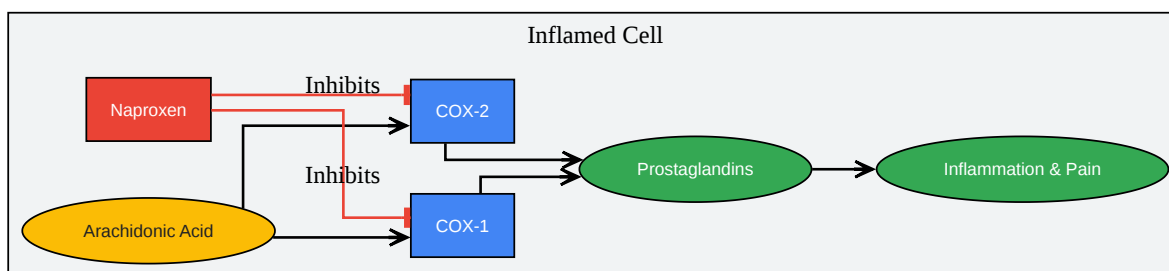 Inflamed Cell
Inhibits
Naproxen
COX-2
Inhibits
Prostaglandins
Inflammation & Pain
Arachidonic Acid
COX-1